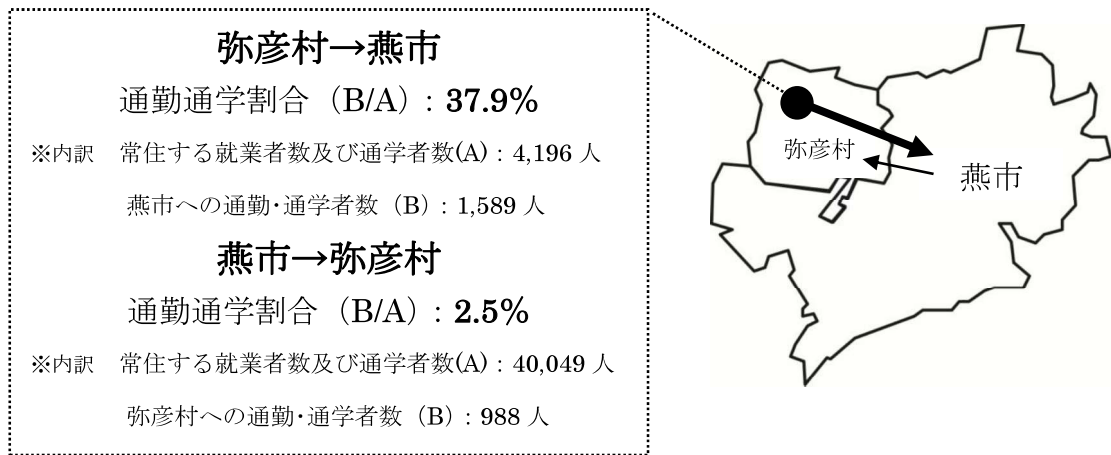 弥彦村→燕市
通勤通学割合（B/A）：37.9%
※内訳　常住する就業者数及び通学者数(A)：4,196 人
燕市への通勤・通学者数（B）：1,589 人
燕市→弥彦村
通勤通学割合（B/A）：2.5%
※内訳　常住する就業者数及び通学者数(A)：40,049 人
弥彦村への通勤・通学者数（B）：988 人
弥彦村
燕市